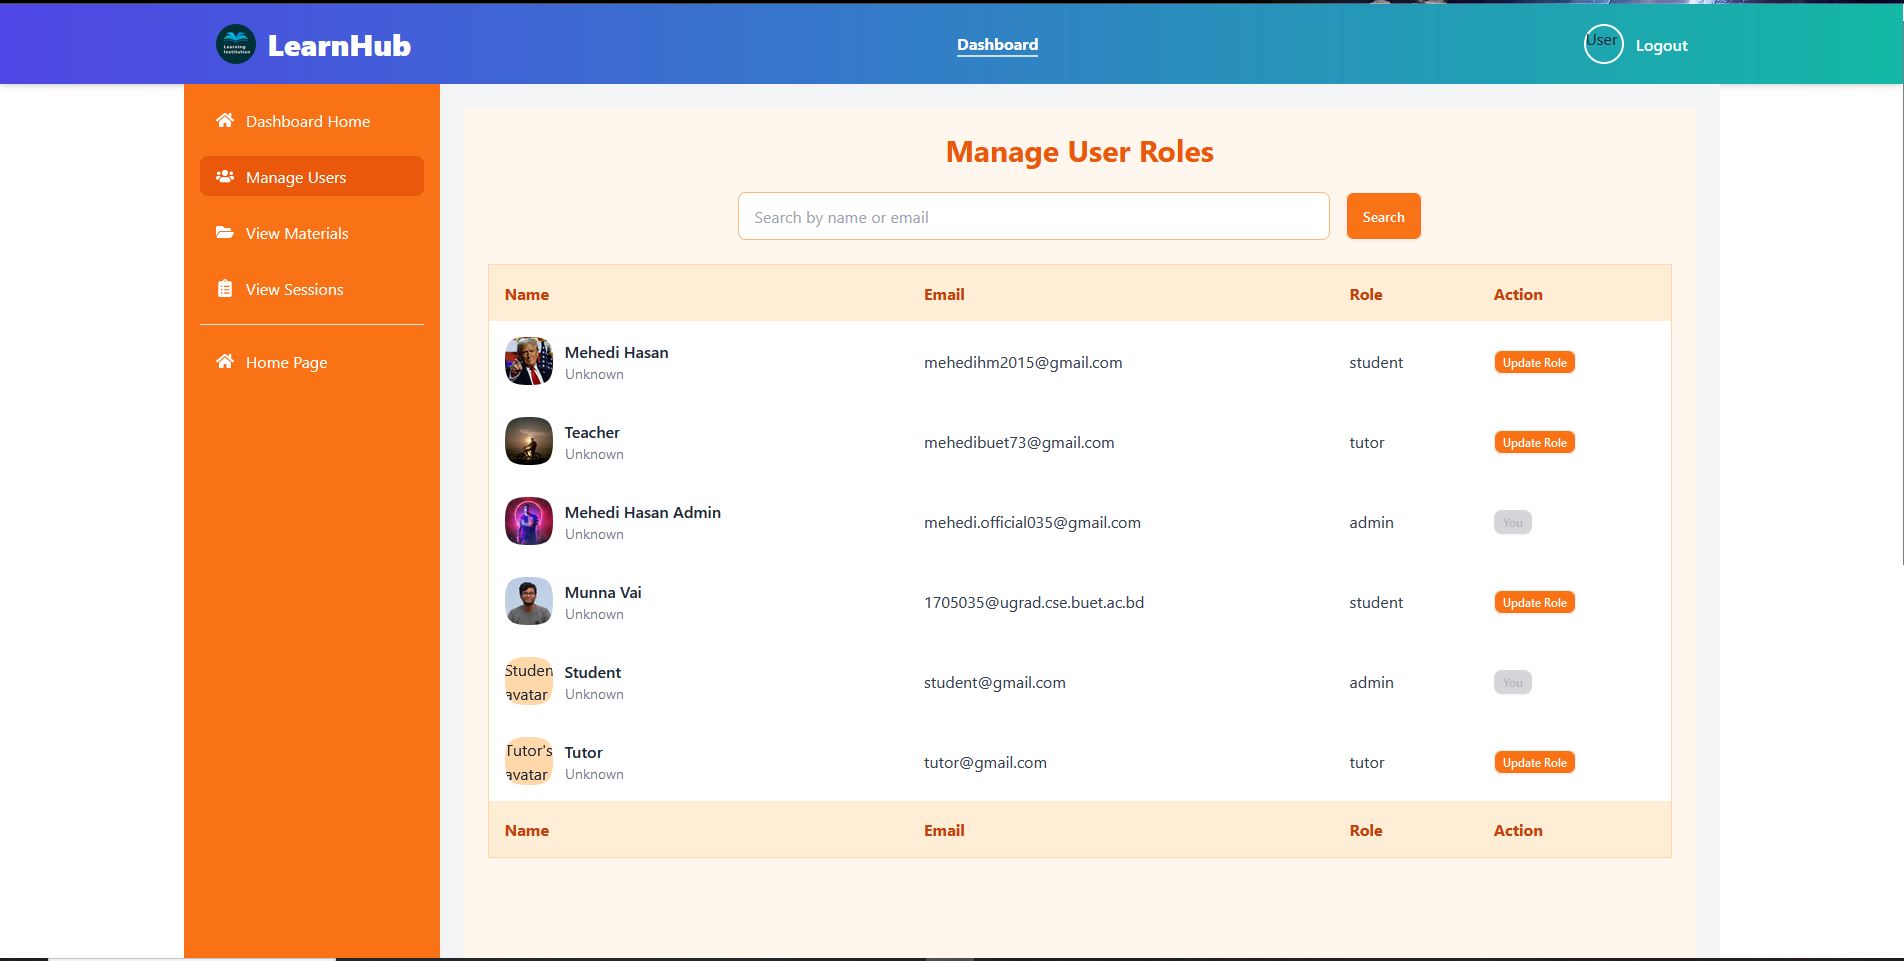 Learning
Institution
LearnHub
Dashboard
User
Logout
Dashboard Home
Manage Users
View Materials
View Sessions
Home Page
Manage User Roles
Search by name or email
Search
Name Email Role Action
Mehedi Hasan
Unknown
mehedihm2015@gmail.com student Update Role
Teacher
Unknown
mehedibuet73@gmail.com tutor Update Role
Mehedi Hasan Admin
Unknown
mehedi.official035@gmail.com admin You
Munna Vai
Unknown
1705035@ugrad.cse.buet.ac.bd student Update Role
Studen
avatar
Student
Unknown
student@gmail.com admin You
Tutor's
avatar
Tutor
Unknown
tutor@gmail.com tutor Update Role
Name Email Role Action